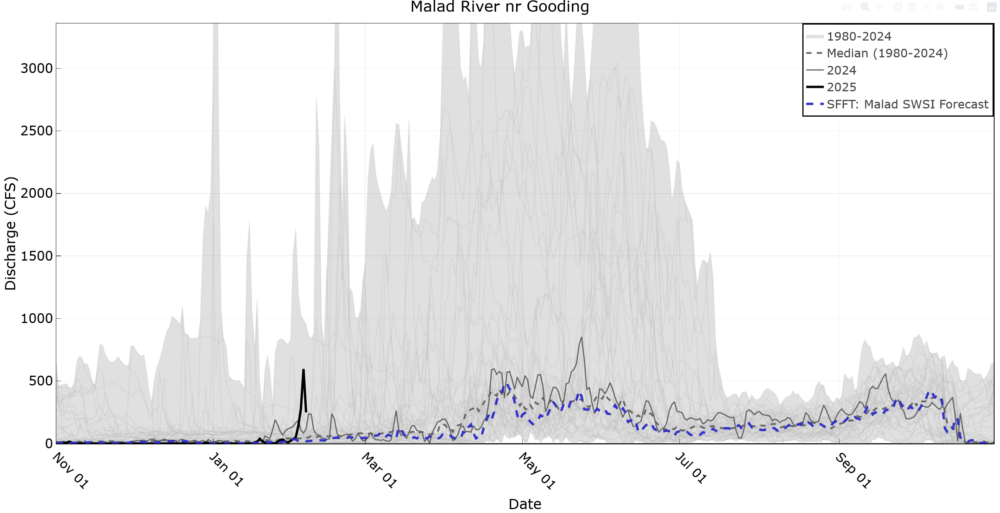 Malad River nr Gooding
1980-2024
Median (1980-2024)
2024
2025
SFFT: Malad SWSI Forecast
Discharge (CFS)
3000
2500
2000
1500
1000
500
0
Nov 01
Jan 01
Mar 01
May 01
Jul 01
Sep 01
Date